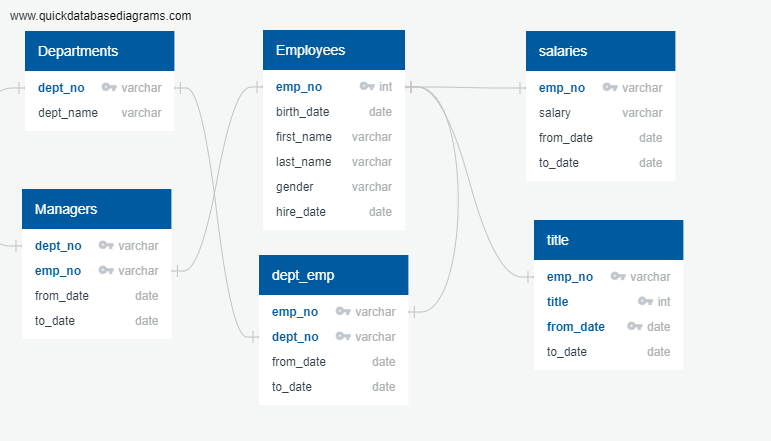 www.quickdatabasediagrams.com
Departments
dept_no varchar
dept_name varchar
Employees
emp_no int
birth_date date
first_name varchar
last_name varchar
gender varchar
hire_date date
salaries
emp_no varchar
salary varchar
from_date date
to_date date
Managers
dept_no varchar
emp_no varchar
from_date date
to_date date
dept_emp
emp_no varchar
dept_no varchar
from_date date
to_date date
title
emp_no varchar
title int
from_date date
to_date date